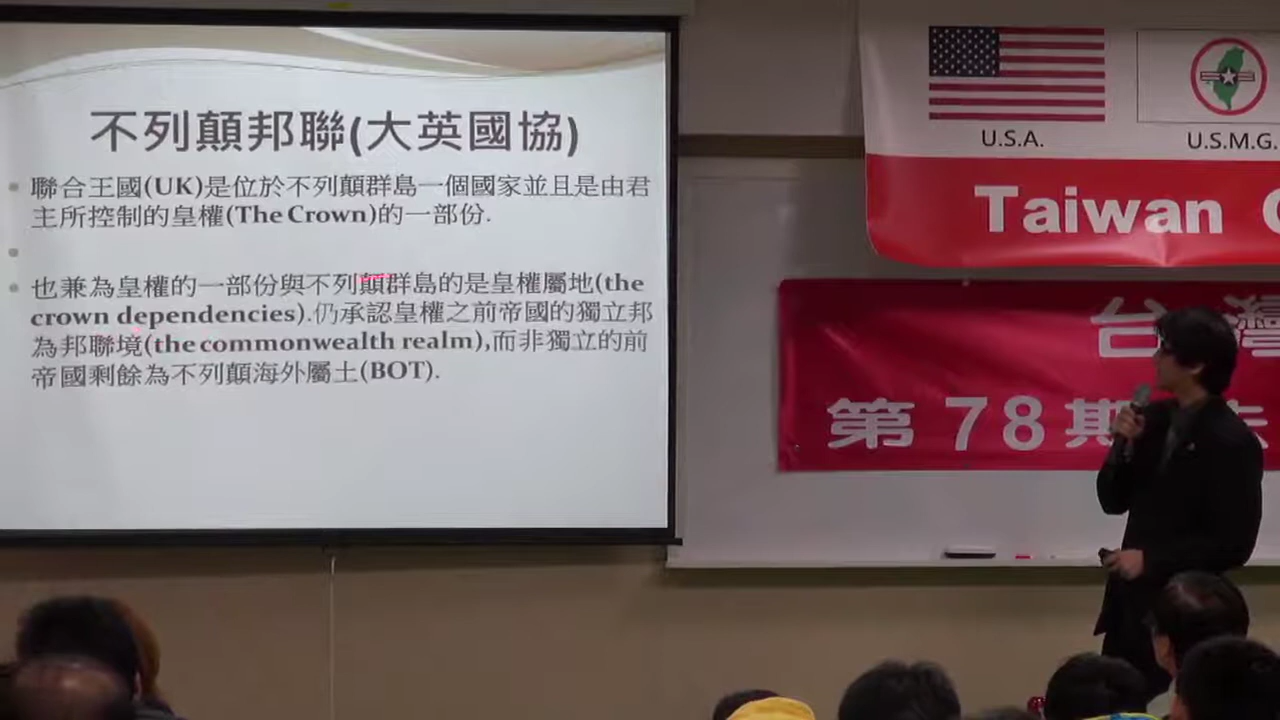 不列顛邦聯(大英國協)
聯合王國(UK)是位於不列顛群島一個國家並且是由君
主所控制的皇權(The Crown)的一部份.
也兼為皇權的一部份與不列顛群島的是皇權屬地(the
crown dependencies).仍承認皇權之前帝國的獨立邦
為邦聯境(the commonwealth realm),而非獨立的前
帝國剩餘為不列顛海外屬土(BOT).
U.S.A.
U.S.M.G.
Taiwan
台灣
第78期